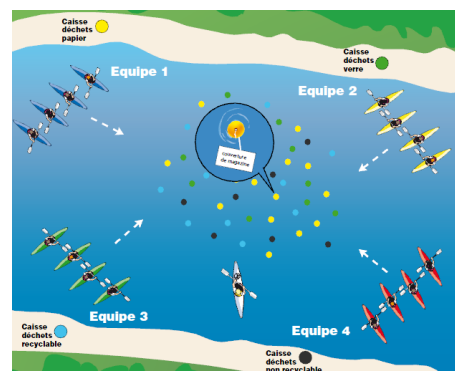 Caisse
déchets
papier
Equipe 1
Caisse
déchets
verre
Equipe 2
couverture
de magazine
Equipe 3
Caisse
déchets
recyclable
Equipe 4
Caisse
déchets
non recyclable